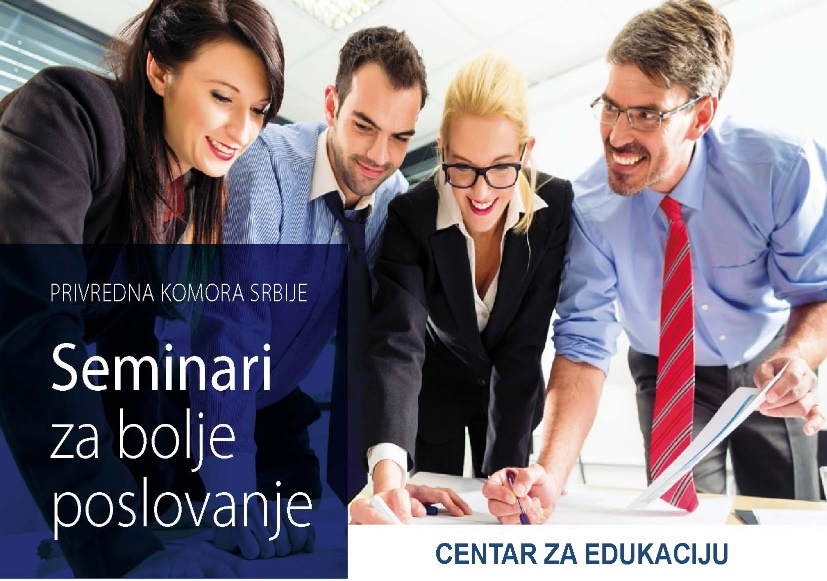 PRIVREDNA KOMORA SRBIJE
Seminari
za bolje
poslovanje
CENTAR ZA EDUKACIJU